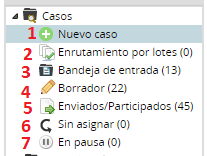 Casos
1 Nuevo caso
2 Enrutamiento por lotes (0)
3 Bandeja de entrada (13)
4 Borrador (22)
5 Enviados/Participados (45)
6 Sin asignar (0)
7 En pausa (0)